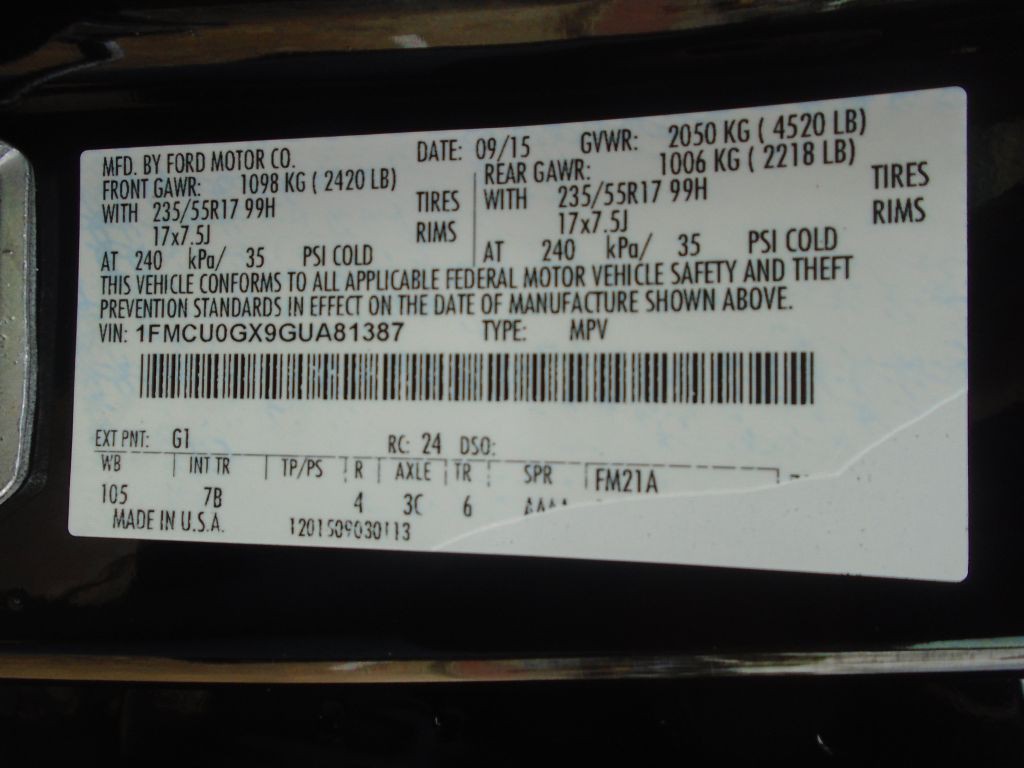 MFD. BY FORD MOTOR CO. DATE: 09/15 GVWR: 2050 KG ( 4520 LB)
FRONT GAWR: 1098 KG ( 2420 LB) REAR GAWR: 1006 KG ( 2218 LB)
WITH 235/55R17 99H TIRES WITH 235/55R17 99H TIRES
17x7.5J RIMS 17x7.5J RIMS
AT 240 kPa/ 35 PSI COLD AT 240 kPa/ 35 PSI COLD
THIS VEHICLE CONFORMS TO ALL APPLICABLE FEDERAL MOTOR VEHICLE SAFETY AND THEFT
PREVENTION STANDARDS IN EFFECT ON THE DATE OF MANUFACTURE SHOWN ABOVE.
VIN: 1FMCU0GX9GUA81387 TYPE: MPV
EXT PNT: G1 RC: 24 DSO:
WB INT TR TP/PS R AXLE TR SPR FM21A
105 7B 4 3C 6
MADE IN U.S.A. 1201509030113